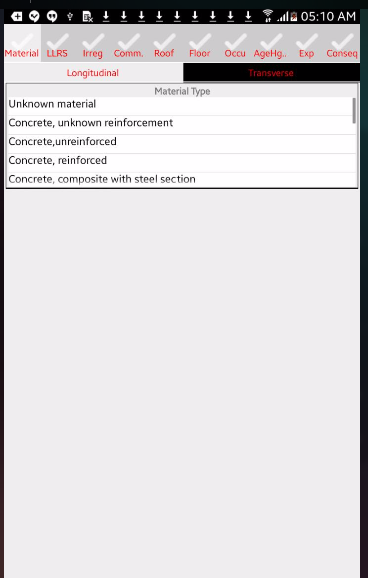 05:10 AM
Material LLRS Irreg Comm. Roof Floor Occu AgeHg.. Exp Conseq
Longitudinal Transverse
Material Type
Unknown material
Concrete, unknown reinforcement
Concrete,unreinforced
Concrete, reinforced
Concrete, composite with steel section